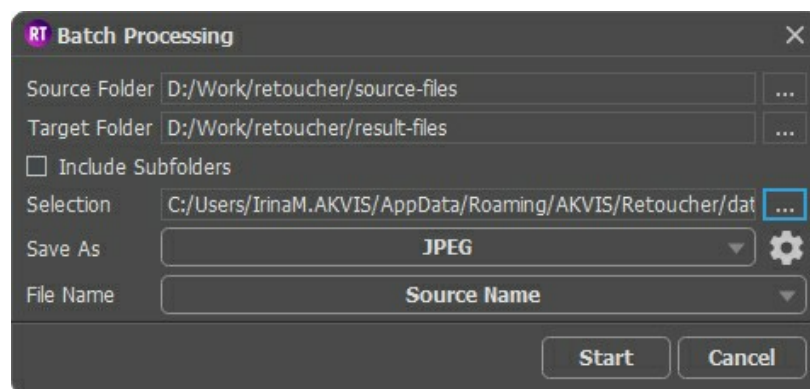 RT Batch Processing
Source Folder D:/Work/retoucher/source-files ...
Target Folder D:/Work/retoucher/result-files ...
Include Subfolders
Selection C:/Users/IrinaM.AKVIS/AppData/Roaming/AKVIS/Retoucher/dat ...
Save As JPEG
File Name Source Name
Start Cancel